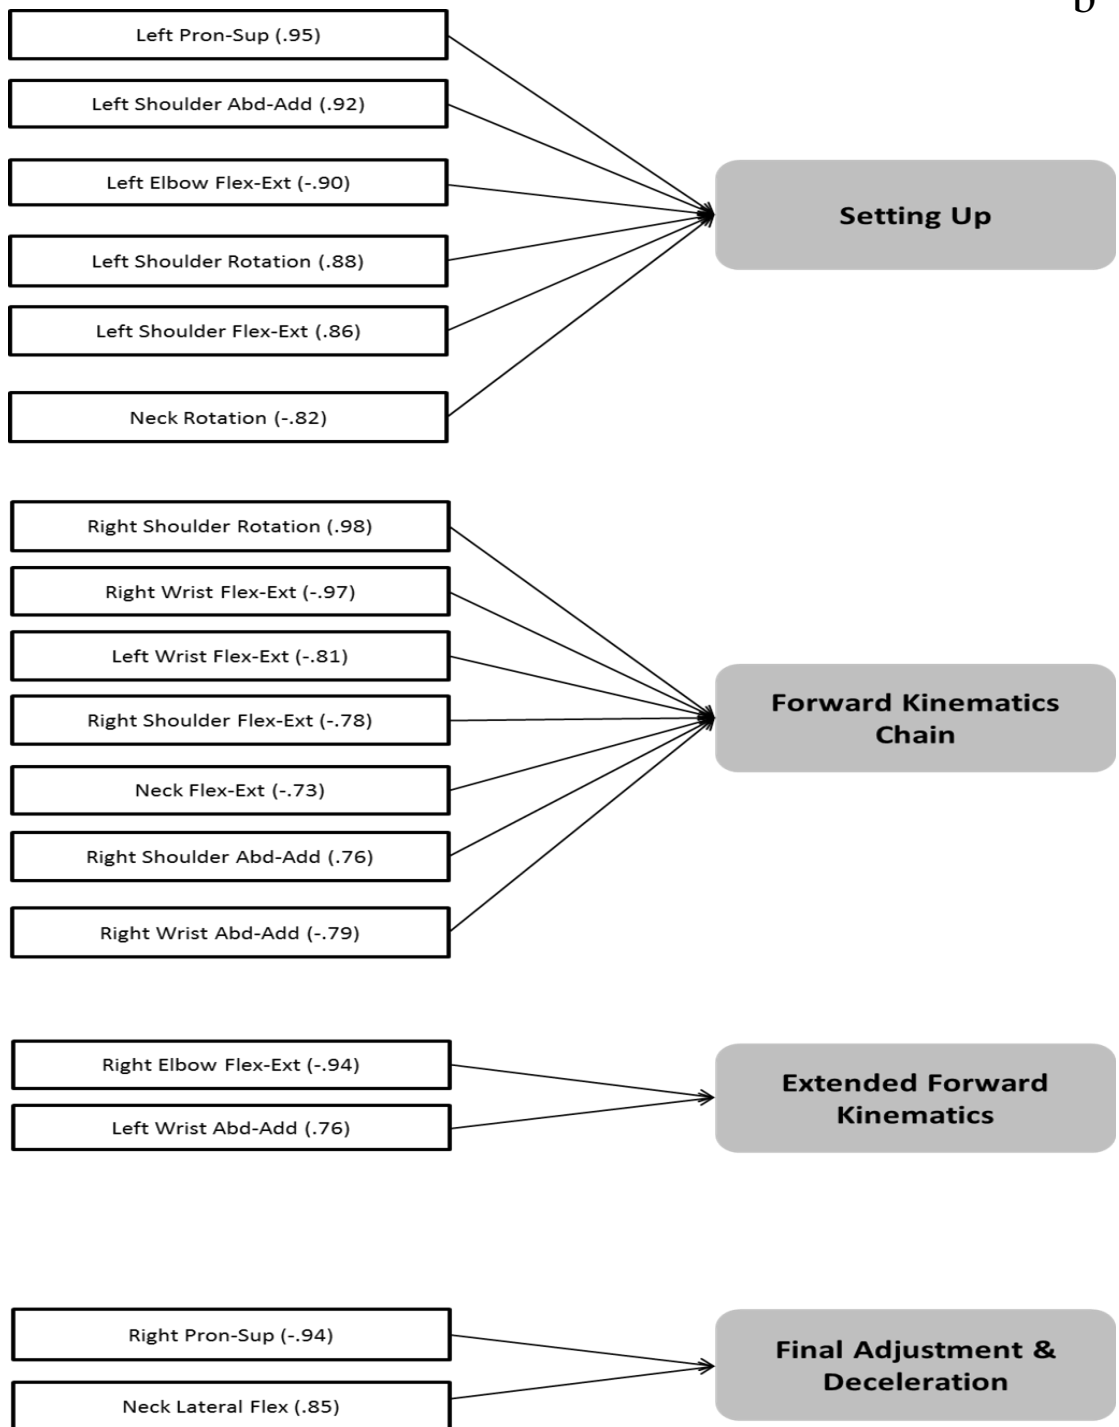 b
Left Pron-Sup (.95)
Left Shoulder Abd-Add (.92)
Left Elbow Flex-Ext (-.90)
Left Shoulder Rotation (.88)
Left Shoulder Flex-Ext (.86)
Neck Rotation (-.82)
Setting Up
Right Shoulder Rotation (.98)
Right Wrist Flex-Ext (-.97)
Left Wrist Flex-Ext (-.81)
Right Shoulder Flex-Ext (-.78)
Neck Flex-Ext (-.73)
Right Shoulder Abd-Add (.76)
Right Wrist Abd-Add (-.79)
Forward Kinematics
Chain
Right Elbow Flex-Ext (-.94)
Left Wrist Abd-Add (.76)
Extended Forward
Kinematics
Right Pron-Sup (-.94)
Neck Lateral Flex (.85)
Final Adjustment &
Deceleration